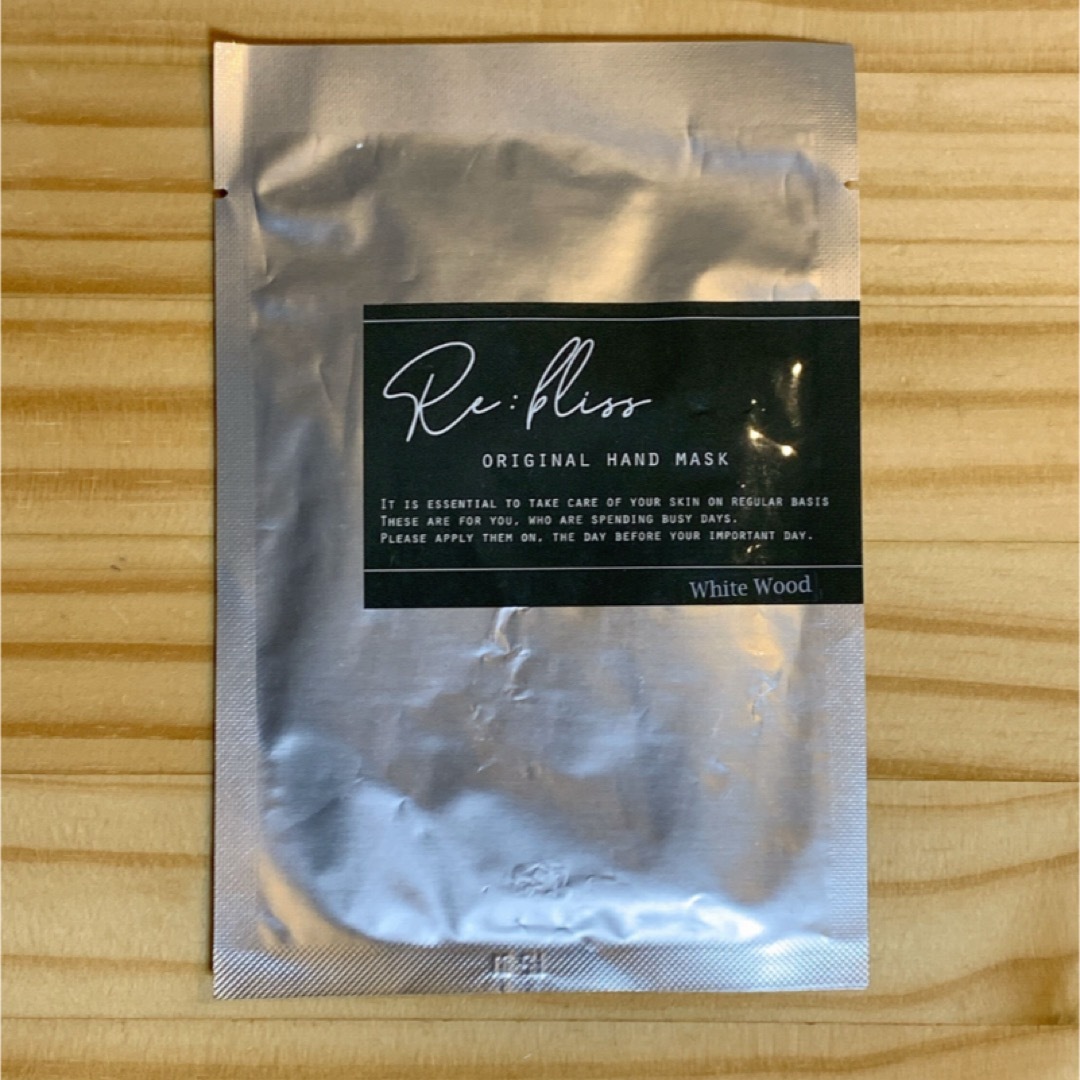 Re:bliss
ORIGINAL HAND MASK
IT IS ESSENTIAL TO TAKE CARE OF YOUR SKIN ON REGULAR BASIS
THESE ARE FOR YOU, WHO ARE SPENDING BUSY DAYS.
PLEASE APPLY THEM ON, THE DAY BEFORE YOUR IMPORTANT DAY.
White Wood